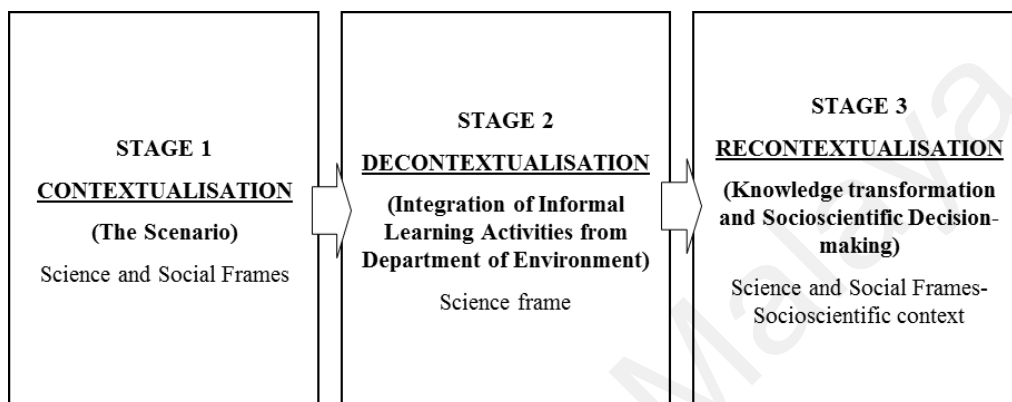 STAGE 1
CONTEXTUALISATION
(The Scenario)
Science and Social Frames
STAGE 2
DECONTEXTUALISATION
(Integration of Informal
Learning Activities from
Department of Environment)
Science frame
STAGE 3
RECONTEXTUALISATION
(Knowledge transformation
and Socioscientific Decision-
making)
Science and Social Frames-
Socioscientific context
Malaya